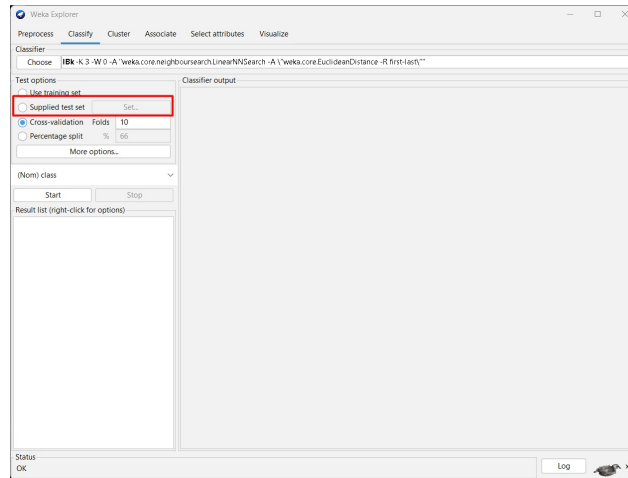 Weka Explorer
Preprocess Classify Cluster Associate Select attributes Visualize
Classifier
Choose IBk -K 3 -W 0 -A "weka.core.neighboursearch.LinearNNSearch -A \"weka.core.EuclideanDistance -R first-last\""
Test options
Classifier output
Use training set
Supplied test set Set...
Cross-validation Folds 10
Percentage split % 66
More options...
(Nom) class
Start Stop
Result list (right-click for options)
Status
OK
Log
x